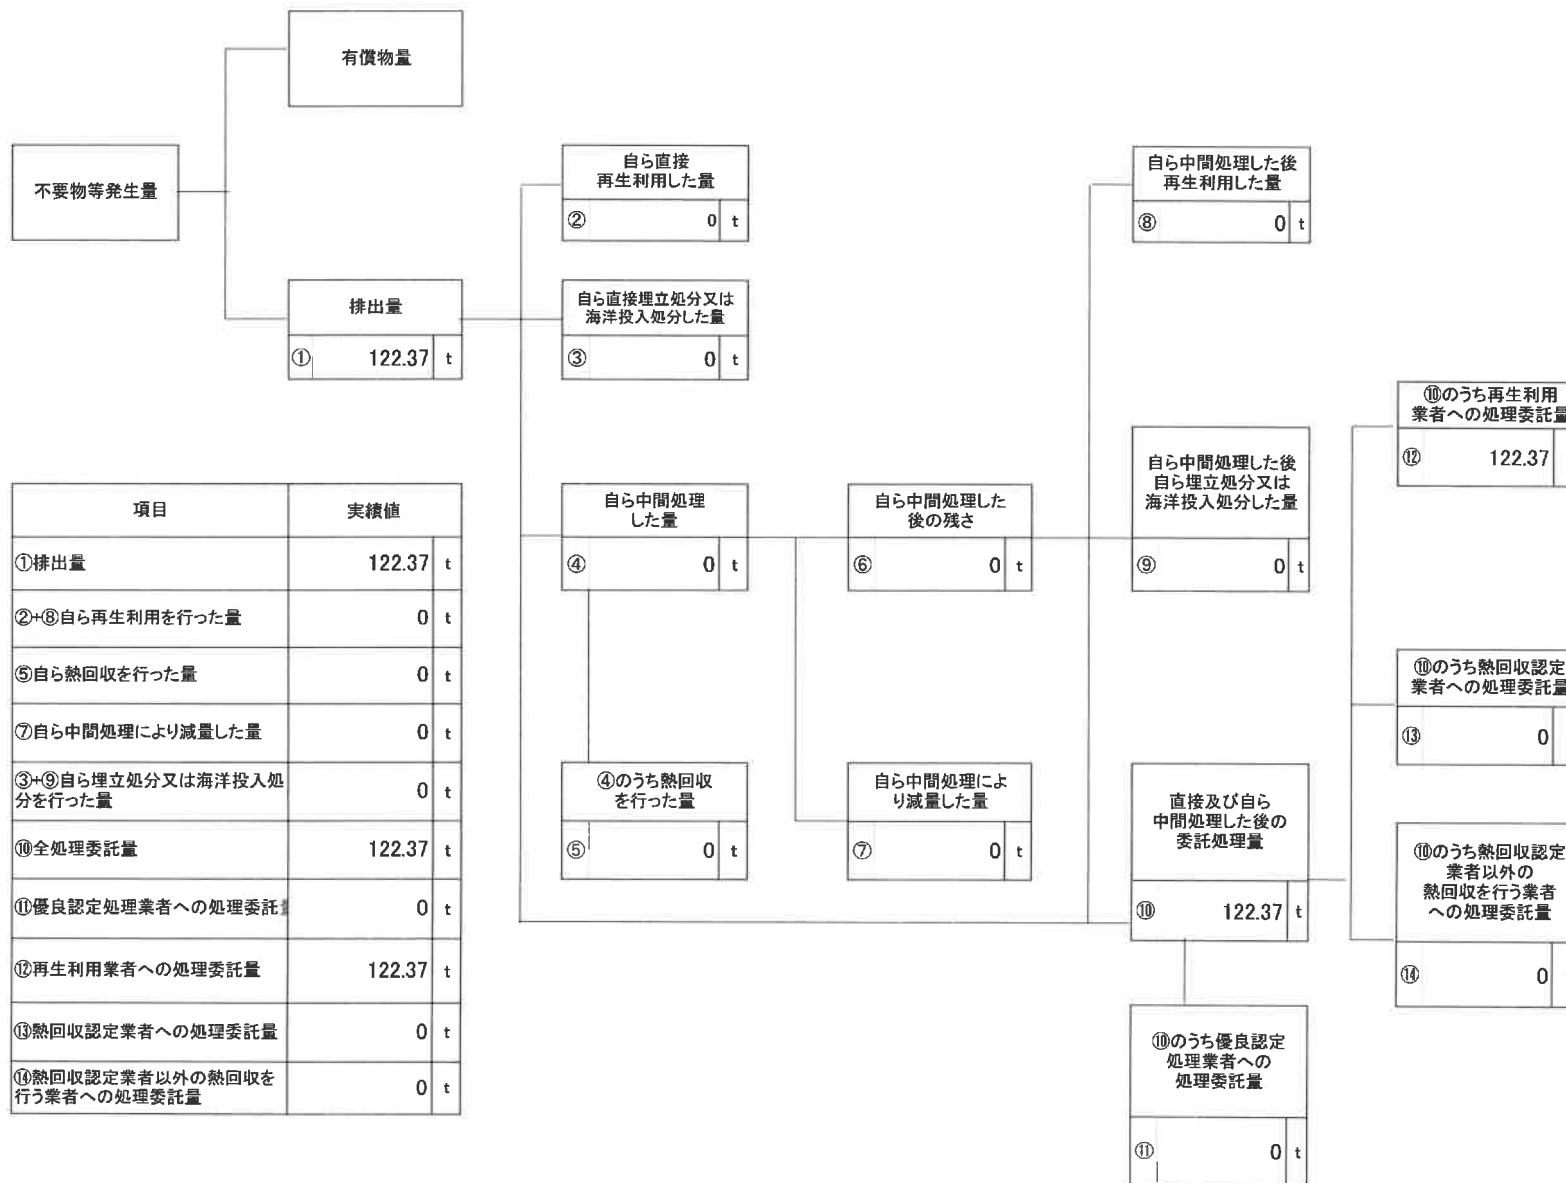 有償物量
不要物等発生量
排出量
① 122.37 t
自ら直接
再生利用した量
② 0 t
自ら直接埋立処分又は
海洋投入処分した量
③ 0 t
自ら中間処理
した量
④ 0 t
④のうち熱回収
を行った量
⑤ 0 t
自ら中間処理した
後の残さ
⑥ 0 t
自ら中間処理によ
り減量した量
⑦ 0 t
自ら中間処理した後
再生利用した量
⑧ 0 t
自ら中間処理した後
自ら埋立処分又は
海洋投入処分した量
⑨ 0 t
直接及び自ら
中間処理した後の
委託処理量
⑩ 122.37 t
⑩のうち優良認定
処理業者への
処理委託量
⑪ 0 t
⑩のうち再生利用
業者への処理委託量
⑫ 122.37
⑩のうち熱回収認定
業者への処理委託量
⑬ 0
⑩のうち熱回収認定
業者以外の
熱回収を行う業者
への処理委託量
⑭ 0
項目 実績値
①排出量 122.37 t
②+⑧自ら再生利用を行った量 0 t
⑤自ら熱回収を行った量 0 t
⑦自ら中間処理により減量した量 0 t
③+⑨自ら埋立処分又は海洋投入処
分を行った量 0 t
⑩全処理委託量 122.37 t
⑪優良認定処理業者への処理委託 0 t
⑫再生利用業者への処理委託量 122.37 t
⑬熱回収認定業者への処理委託量 0 t
⑭熱回収認定業者以外の熱回収を
行う業者への処理委託量 0 t